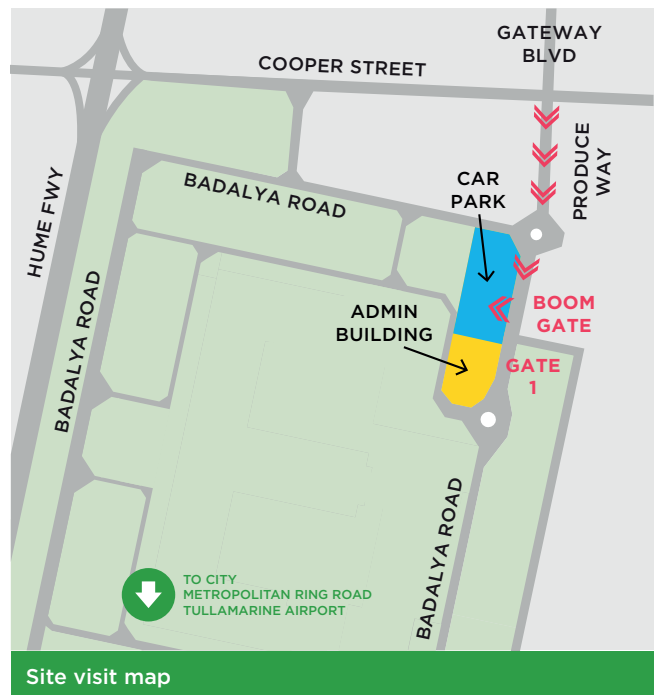 GATEWAY
BLVD
COOPER STREET
PRODUCE
WAY
CAR
PARK
BADALYA ROAD
HUME FWY
BOOM
GATE
ADMIN
BUILDING
BADALYA ROAD
GATE
1
BADALYA ROAD
TO CITY
METROPOLITAN RING ROAD
TULLAMARINE AIRPORT
Site visit map